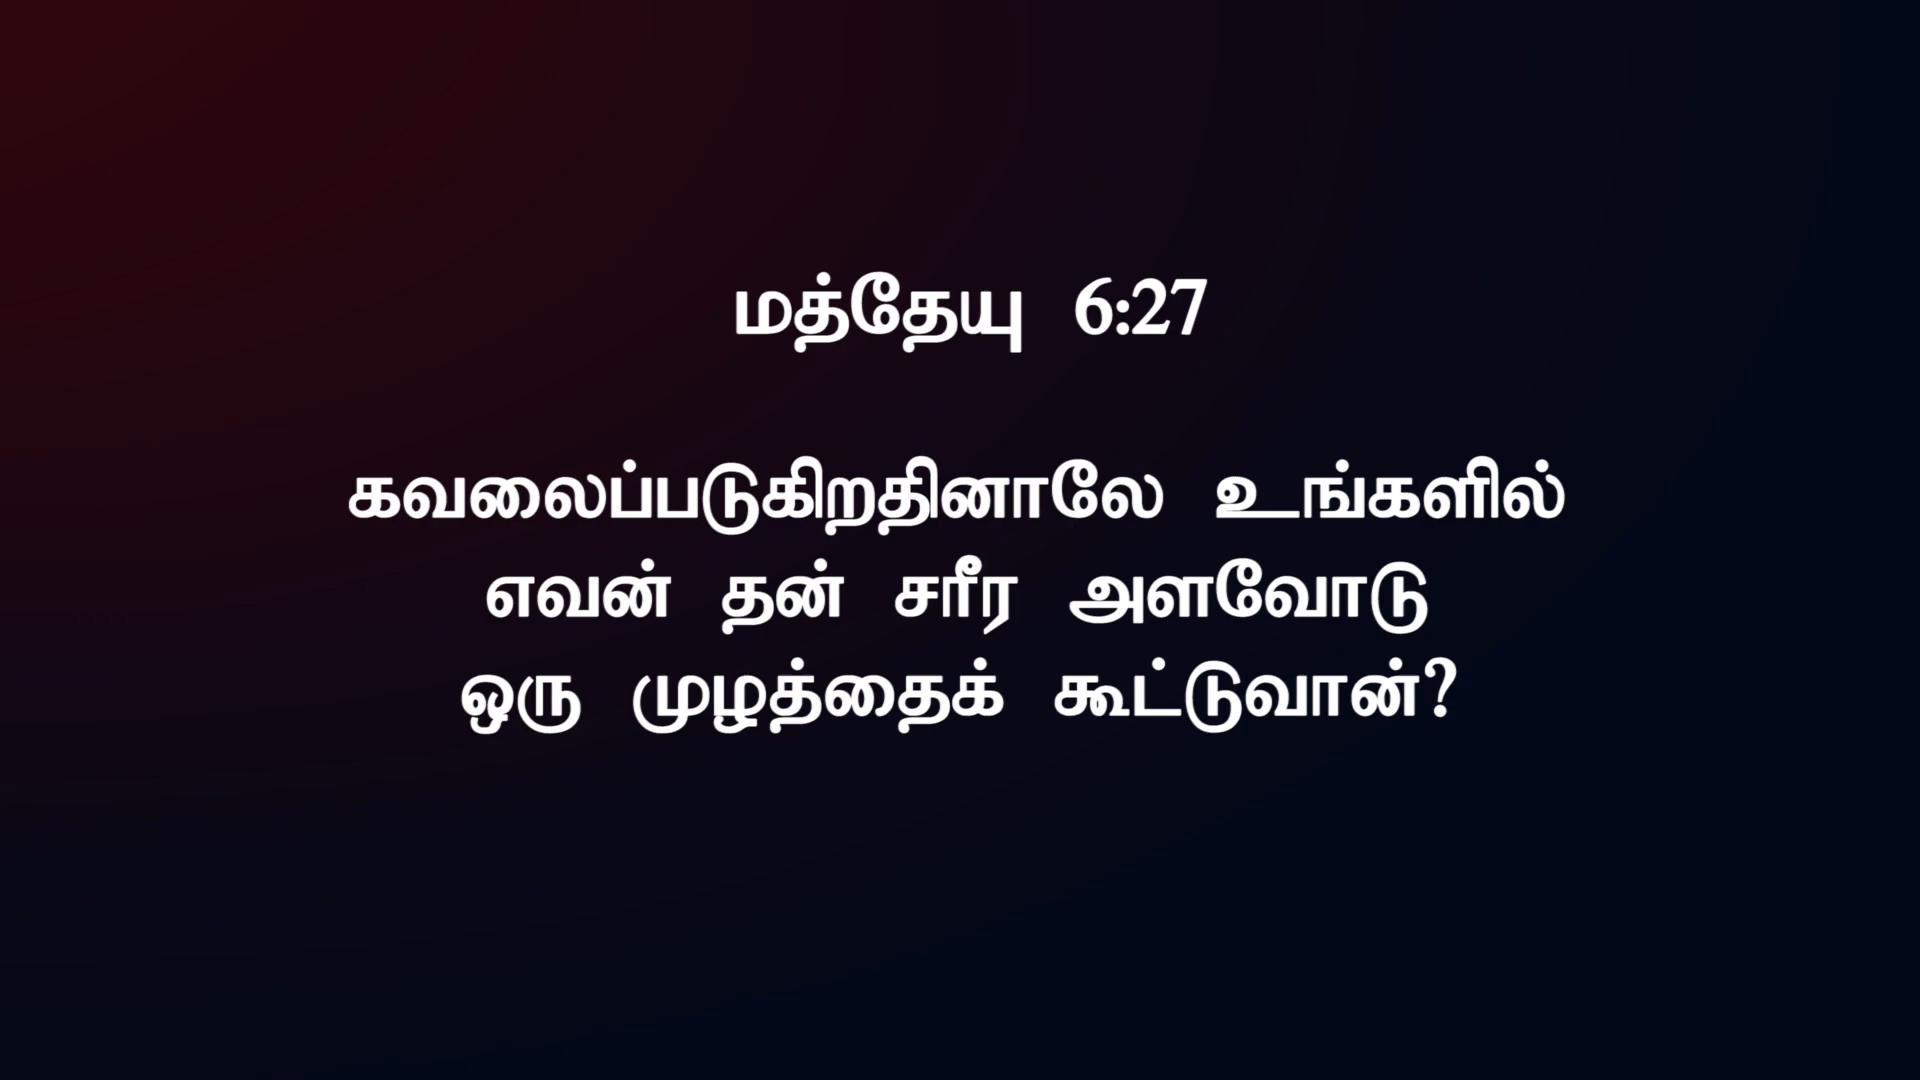 மத்தேயு 6:27
கவலைப்படுகிறதினாலே உங்களில்
எவன் தன் சரீர அளவோடு
ஒரு முழத்தைக் கூட்டுவான்?